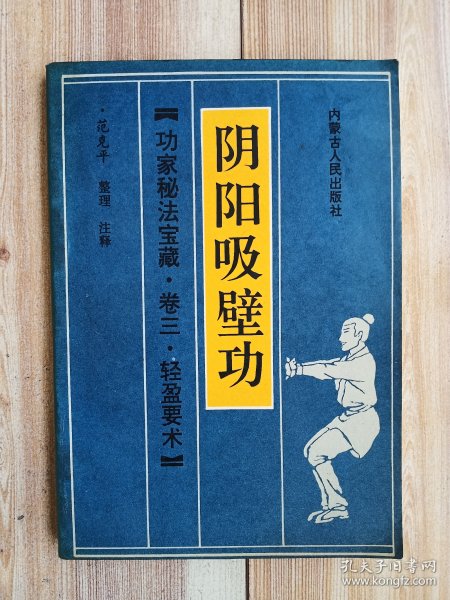 内蒙古人民出版社
阴阳吸壁功
【功家秘法宝藏·卷三·轻盈要术】
·范克平 整理 注释
孔夫子旧书网
www.kongfz.com